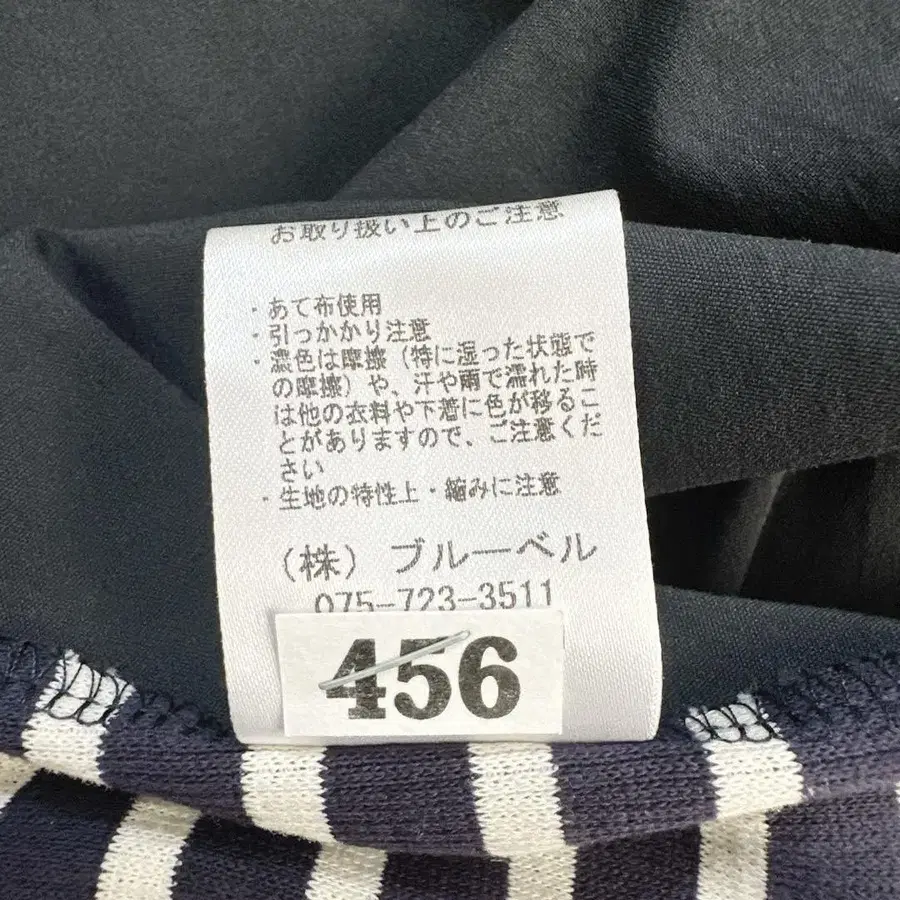 お取り扱い上のご注意
・あて布使用
・引っかかり注意
・濃色は摩擦（特に湿った状態で
の摩擦）や、汗や雨で濡れた時
は他の衣料や下着に色が移るこ
とがありますので、ご注意くだ
さい
・生地の特性上・縮みに注意
（株）ブルーベル
075-723-3511
456